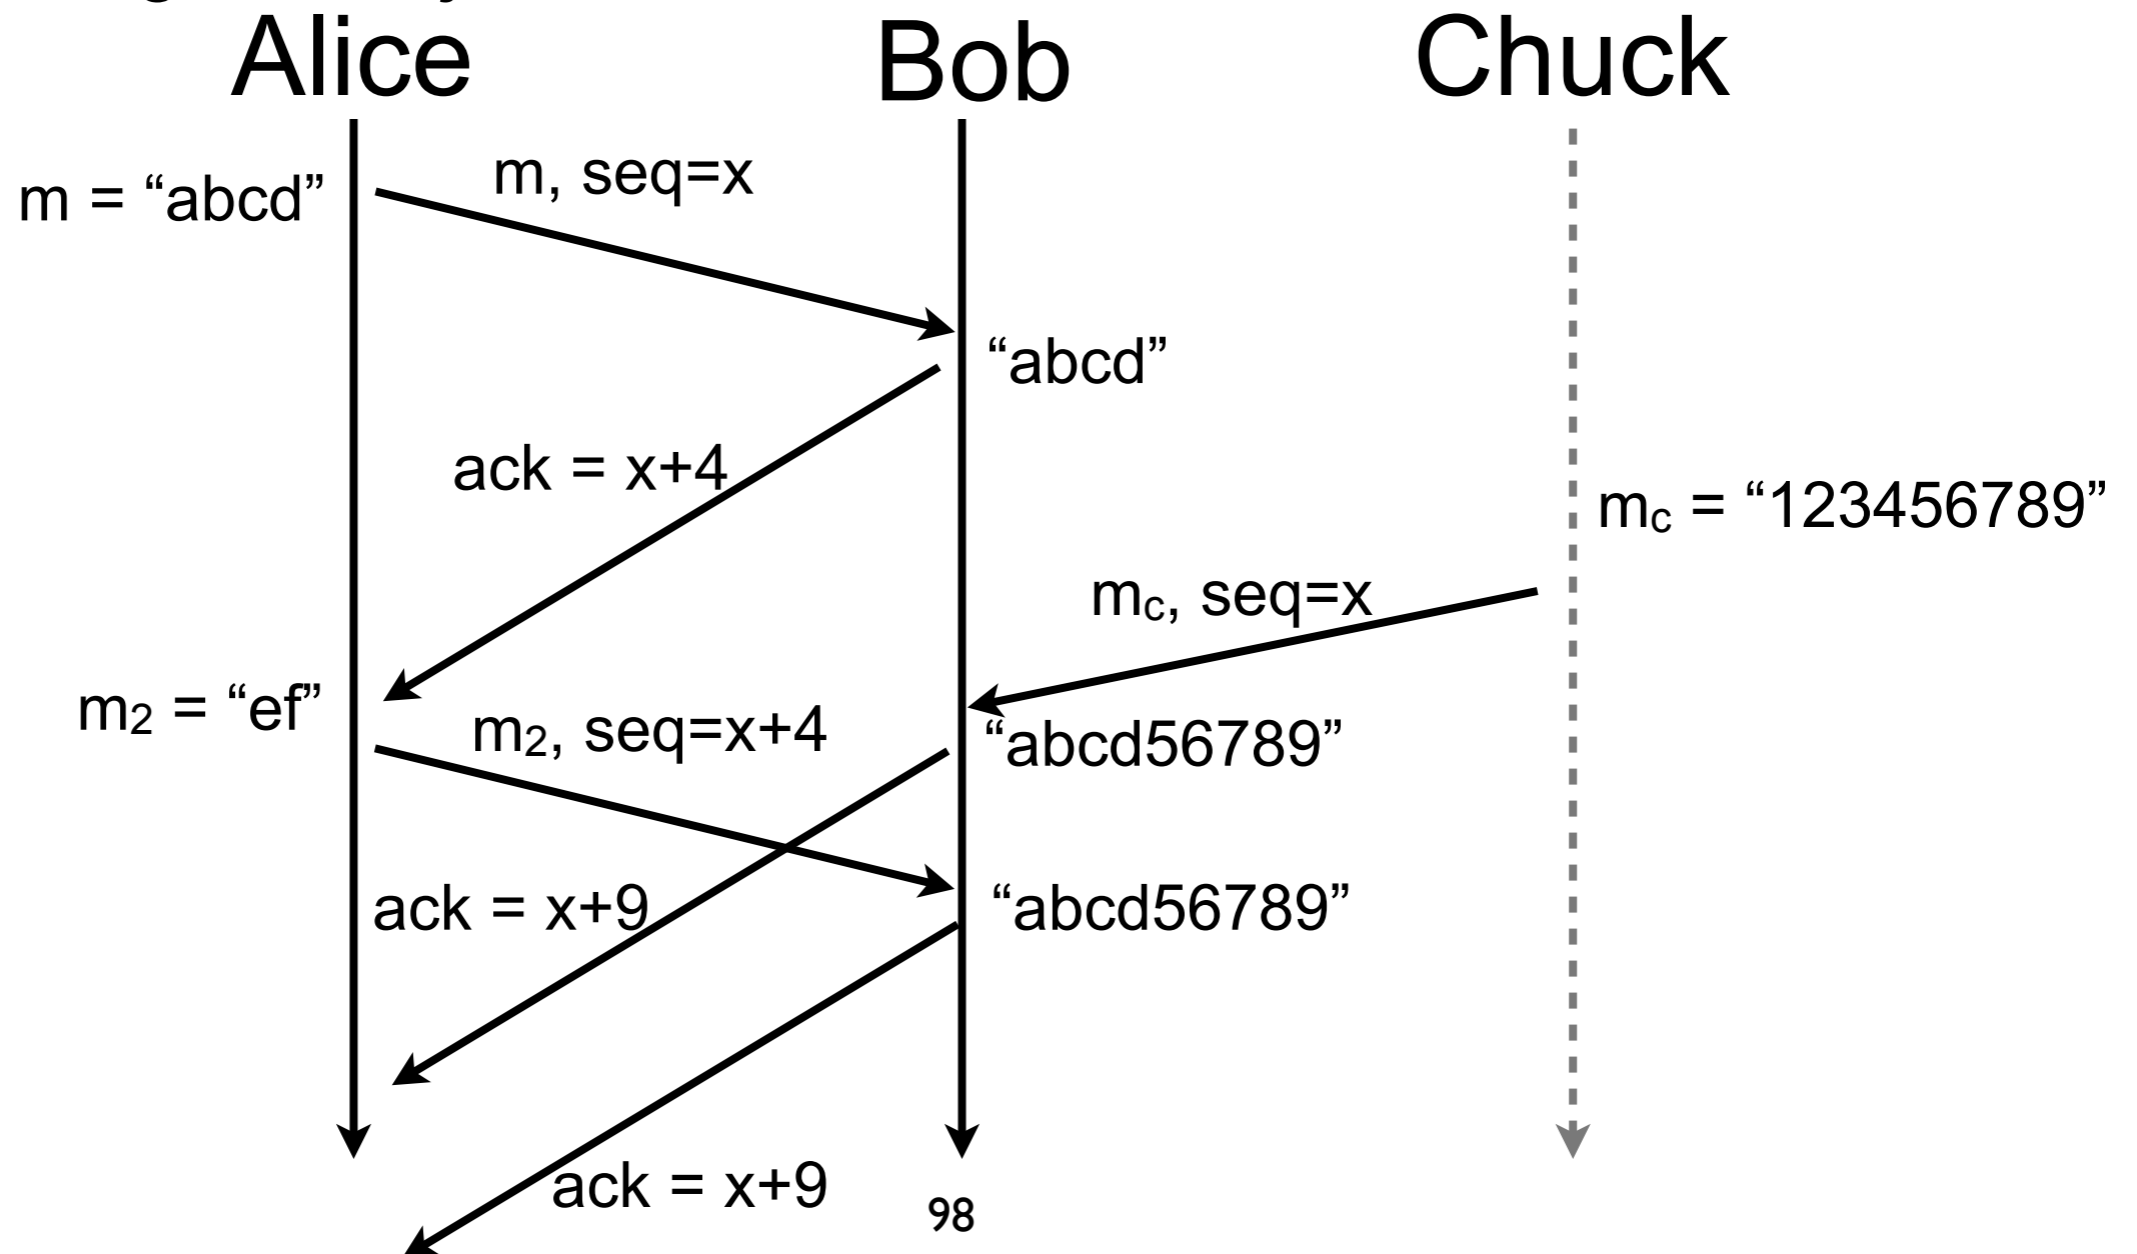 Alice
Bob
Chuck
m = “abcd”
m, seq=x
“abcd”
ack = x+4
mc = “123456789”
mc, seq=x
m2 = “ef”
m2, seq=x+4
“abcd56789”
ack = x+9
“abcd56789”
ack = x+9
98